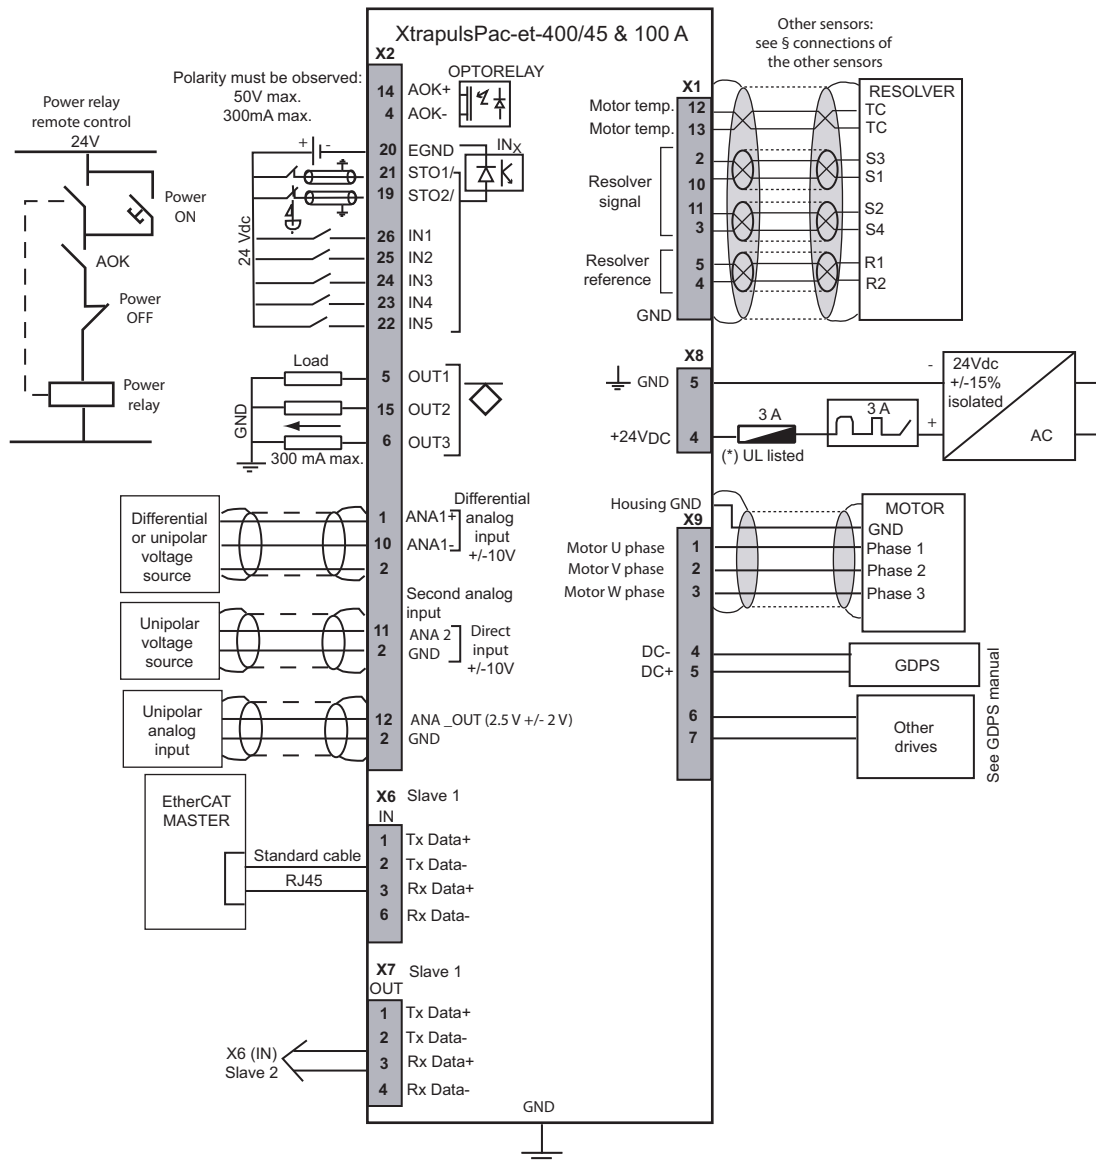 XtrapulsPac-et-400/45 & 100 A
Power relay
remote control
24V
Power
ON
AOK
Power
OFF
Power
relay
Polarity must be observed:
50V max.
300mA max.
X2
OPTORELAY
14 AOK+
4 AOK-
+ -
20 EGND
INX
21 STO1/
19 STO2/
24 Vdc
26 IN1
25 IN2
24 IN3
23 IN4
22 IN5
Load
5 OUT1
15 OUT2
6 OUT3
GND
300 mA max.
Differential
or unipolar
voltage
source
1 ANA1+
10 ANA1-
2
Differential
analog
input
+/-10V
Second analog
input
Unipolar
voltage
source
11 ANA 2
2 GND
Direct
input
+/-10V
Unipolar
analog
input
12 ANA _OUT (2.5 V +/- 2 V)
2 GND
EtherCAT
MASTER
Standard cable
RJ45
X6 Slave 1
IN
1 Tx Data+
2 Tx Data-
3 Rx Data+
6 Rx Data-
X7 Slave 1
OUT
1 Tx Data+
2 Tx Data-
3 Rx Data+
4 Rx Data-
X6 (IN)
Slave 2
GND
Other sensors:
see § connections of
the other sensors
X1
RESOLVER
Motor temp. 12 TC
Motor temp. 13 TC
Resolver
signal
2 S3
10 S1
11 S2
3 S4
Resolver
reference
5 R1
4 R2
GND
X8
GND 5
-
24Vdc
+/-15%
isolated
AC
+24VDC 4
3 A
3 A
+
(*) UL listed
Housing GND
X9
MOTOR
GND
Motor U phase 1 Phase 1
Motor V phase 2 Phase 2
Motor W phase 3 Phase 3
DC- 4
DC+ 5
GDPS
6
7
Other
drives
See GDPS manual